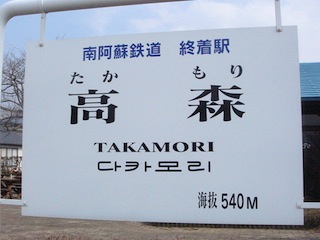 南阿蘇鉄道　終着駅
たか　もり
高　森
TAKAMORI
다카모리
海抜 540M